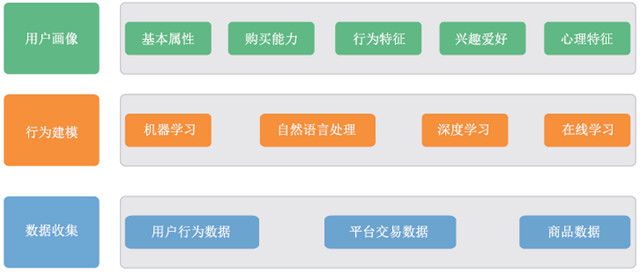 用户画像
基本属性 购买能力 行为特征 兴趣爱好 心理特征
行为建模
机器学习 自然语言处理 深度学习 在线学习
数据收集
用户行为数据 平台交易数据 商品数据